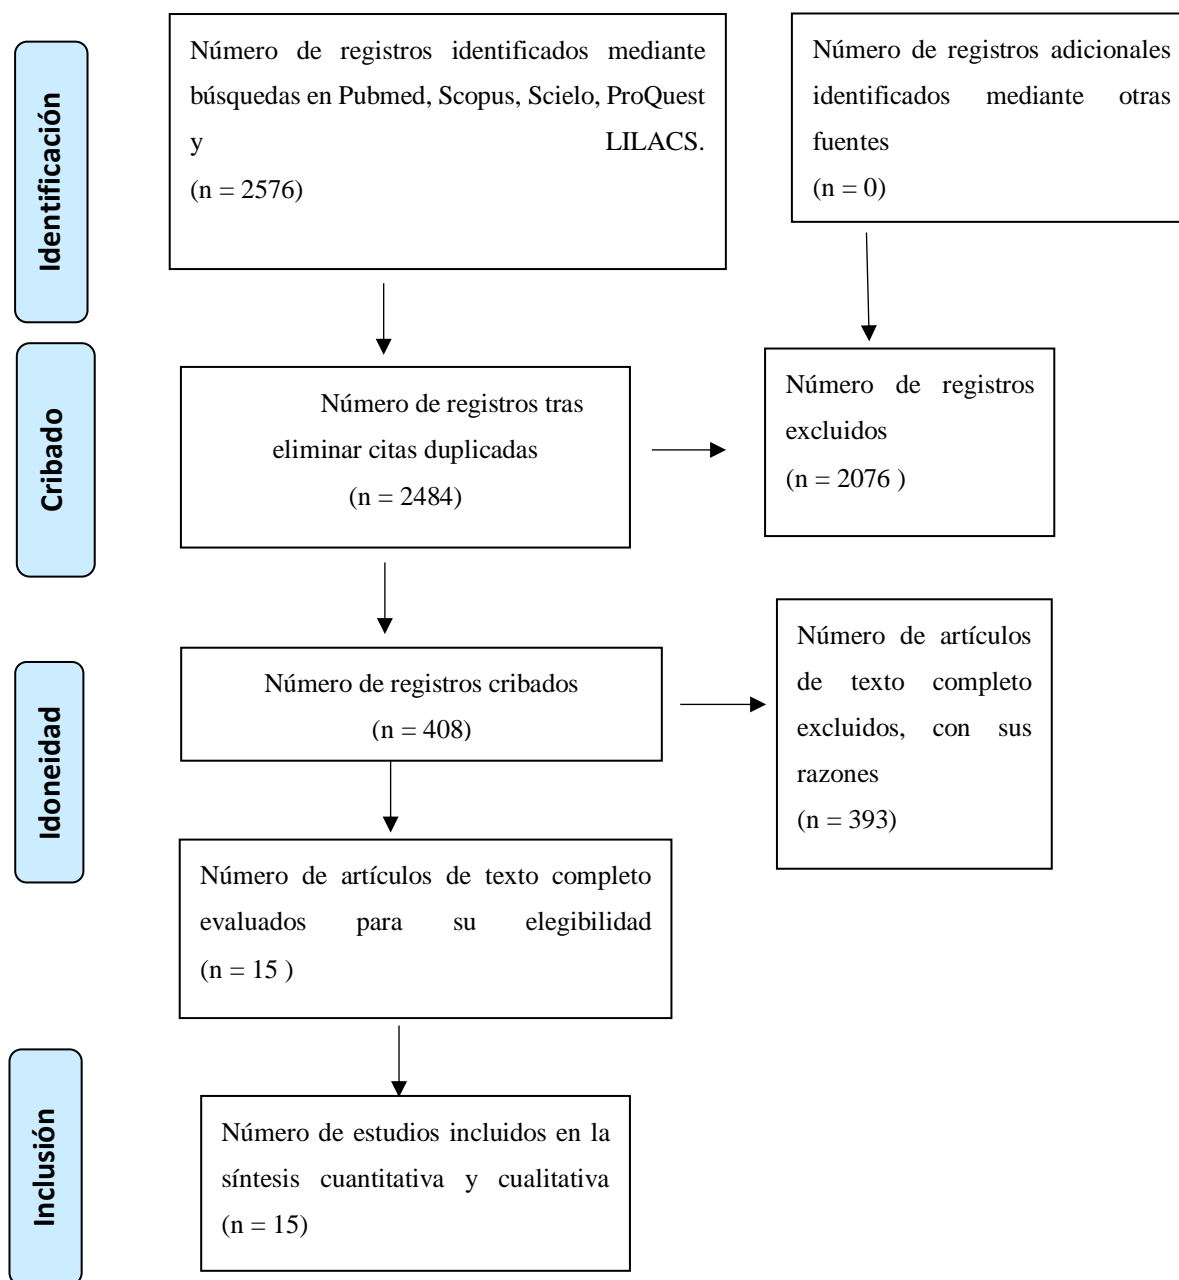 Identificación
Número de registros identificados mediante
búsquedas en Pubmed, Scopus, Scielo, ProQuest
y LILACS.
(n = 2576)
Número de registros adicionales
identificados mediante otras
fuentes
(n = 0)
Cribado
Número de registros tras
eliminar citas duplicadas
(n = 2484)
Número de registros
excluidos
(n = 2076 )
Idoneidad
Número de registros cribados
(n = 408)
Número de artículos
de texto completo
excluidos, con sus
razones
(n = 393)
Número de artículos de texto completo
evaluados para su elegibilidad
(n = 15 )
Inclusión
Número de estudios incluidos en la
síntesis cuantitativa y cualitativa
(n = 15)